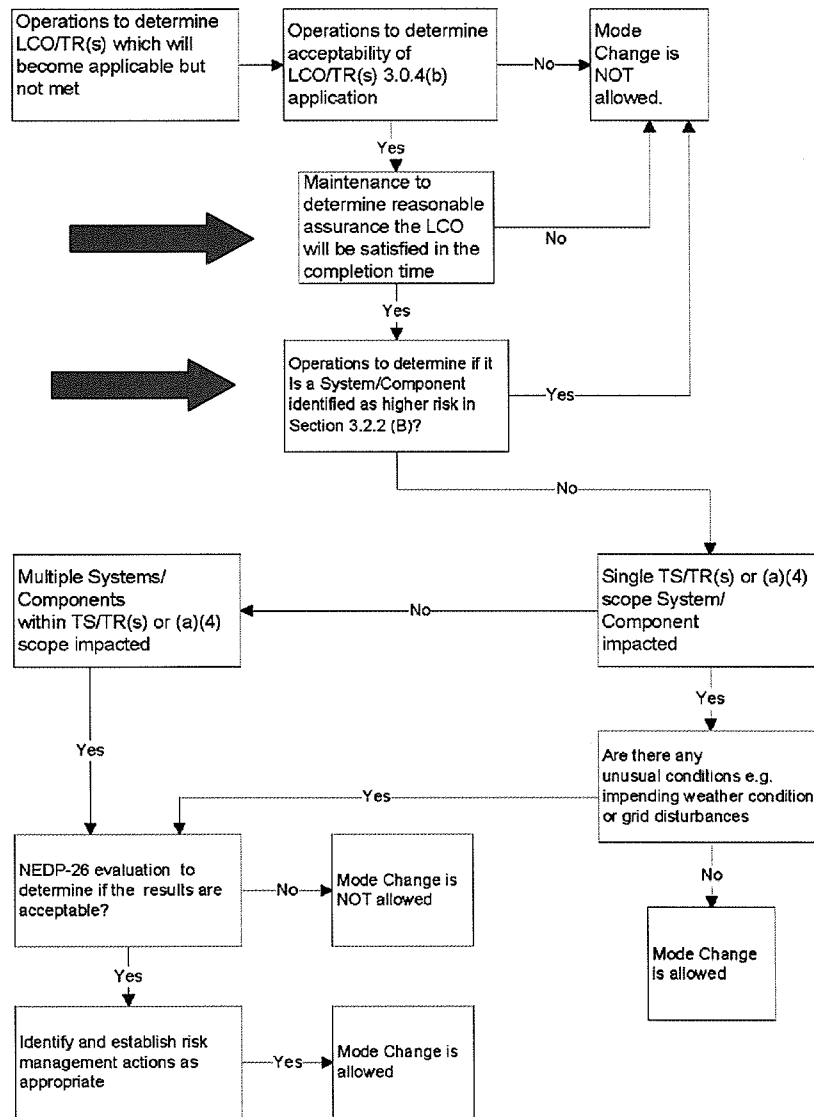 Operations to determine
LCO/TR(s) which will
become applicable but
not met
Operations to determine
acceptability of
LCO/TR(s) 3.0.4(b)
application
No
Mode
Change is
NOT
allowed.
Yes
Maintenance to
determine reasonable
assurance the LCO
will be satisfied in the
completion time
No
Yes
Operations to determine if it
Is a System/Component
identified as higher risk in
Section 3.2.2 (B)?
Yes
No
Multiple Systems/
Components
within TS/TR(s) or (a)(4)
scope impacted
No
Single TS/TR(s) or (a)(4)
scope System/
Component
impacted
Yes
Yes
Are there any
unusual conditions e.g.
impending weather condition
or grid disturbances
Yes
No
NEDP-26 evaluation to
determine if the results are
acceptable?
No
Mode Change is
NOT allowed
Mode Change
is allowed
Yes
Identify and establish risk
management actions as
appropriate
Yes
Mode Change is
allowed